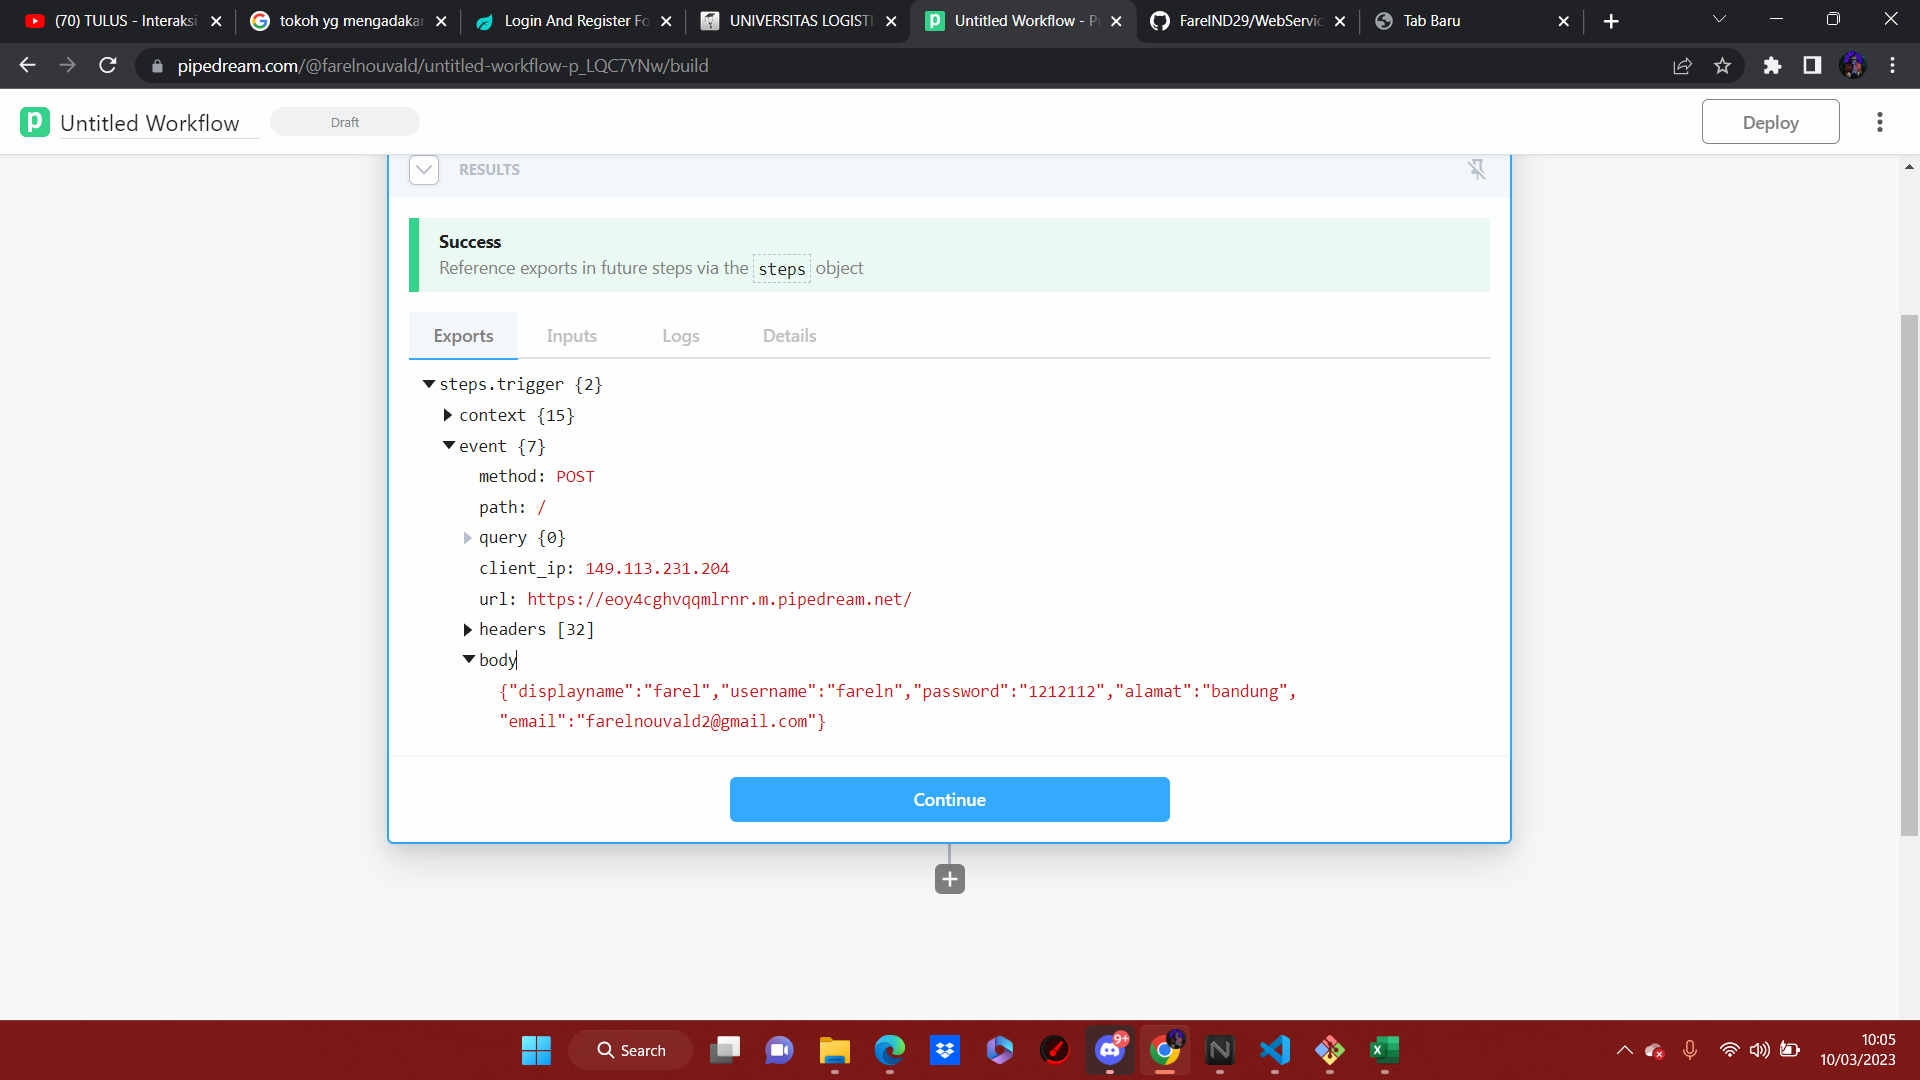 (70) TULUS - Interaksi
tokoh yg mengadakan
Login And Register Fo
UNIVERSITAS LOGISTI
Untitled Workflow - Pi
FarelND29/WebServic
Tab Baru
pipedream.com/@farelnouvald/untitled-workflow-p_LQC7YNw/build
Untitled Workflow
Draft
Deploy
RESULTS
Success
Reference exports in future steps via the steps object
Exports Inputs Logs Details
steps.trigger {2}
context {15}
event {7}
method: POST
path: /
query {0}
client_ip: 149.113.231.204
url: https://eoy4cghvqqmlrnr.m.pipedream.net/
headers [32]
body
{"displayname":"farel","username":"fareln","password":"1212112","alamat":"bandung",
"email":"farelnouvald2@gmail.com"}
Continue
Search
9+
10:05
10/03/2023